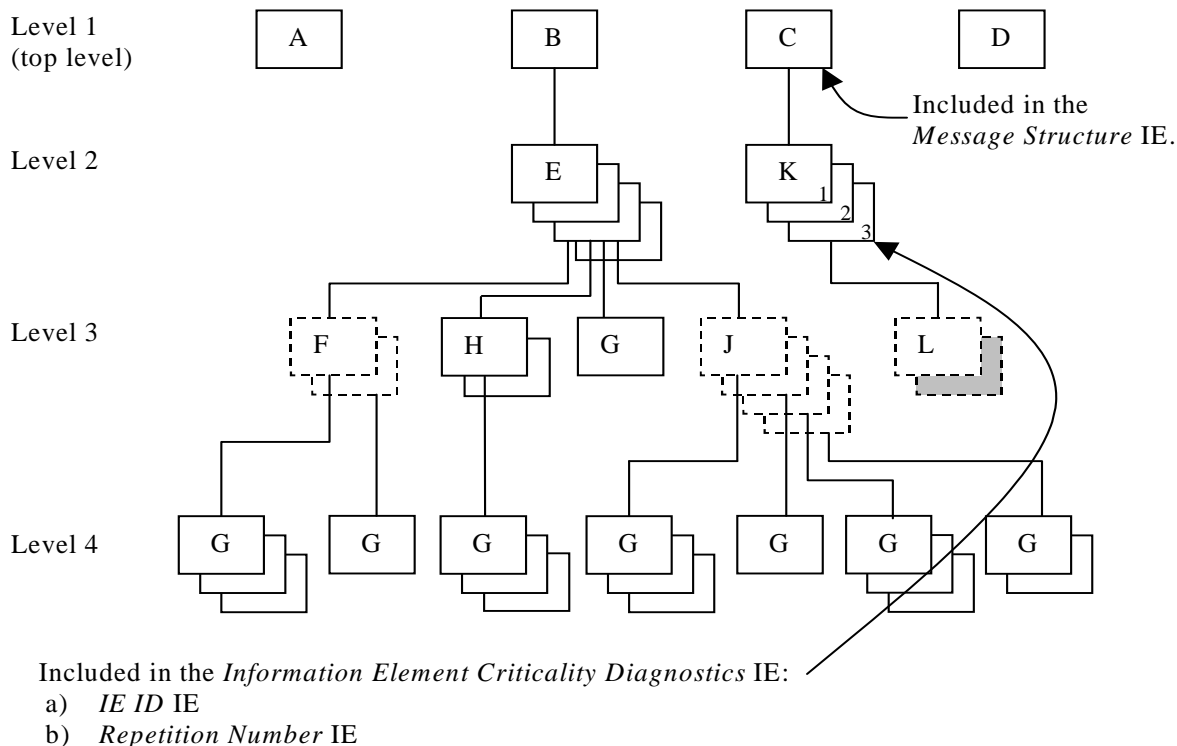 Level 1
(top level)
A
B
C
D
Included in the
Message Structure IE.
Level 2
E
K
1
2
3
Level 3
F
H
G
J
L
Level 4
G
G
G
G
G
G
G
Included in the Information Element Criticality Diagnostics IE:
a) IE ID IE
b) Repetition Number IE